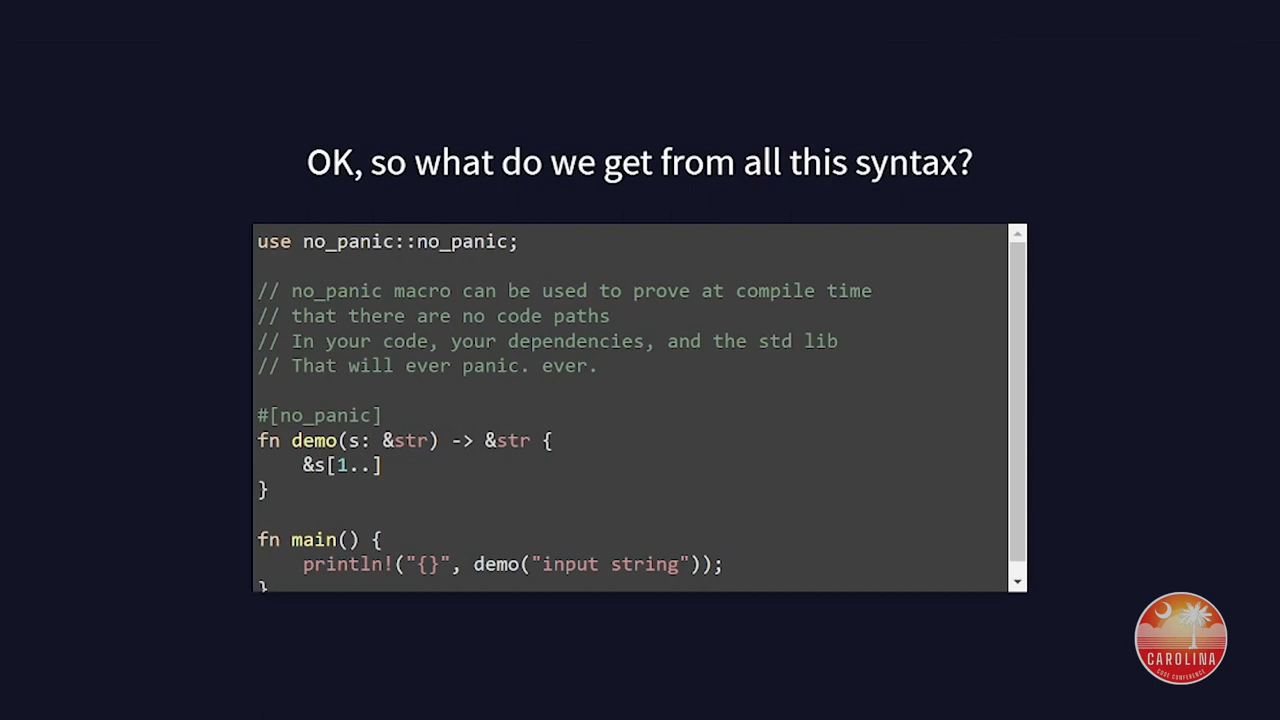 OK, so what do we get from all this syntax?
use no_panic::no_panic;
// no_panic macro can be used to prove at compile time
// that there are no code paths
// In your code, your dependencies, and the std lib
// That will ever panic. ever.
#[no_panic]
fn demo(s: &str) -> &str {
    &s[1..]
}
fn main() {
    println!("{}", demo("input string"));
}
CAROLINA
CODE CONFERENCE